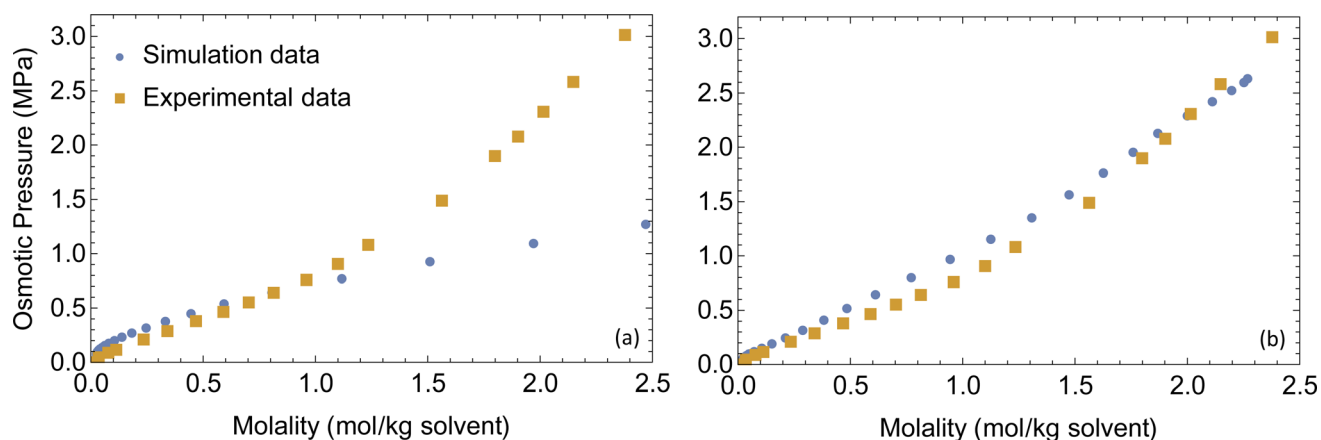 Osmotic Pressure (MPa)
3.0
2.5
2.0
1.5
1.0
0.5
0.0
Simulation data
Experimental data
(a)
0.0 0.5 1.0 1.5 2.0 2.5
Molality (mol/kg solvent)
3.0
2.5
2.0
1.5
1.0
0.5
0.0
(b)
0.0 0.5 1.0 1.5 2.0 2.5
Molality (mol/kg solvent)